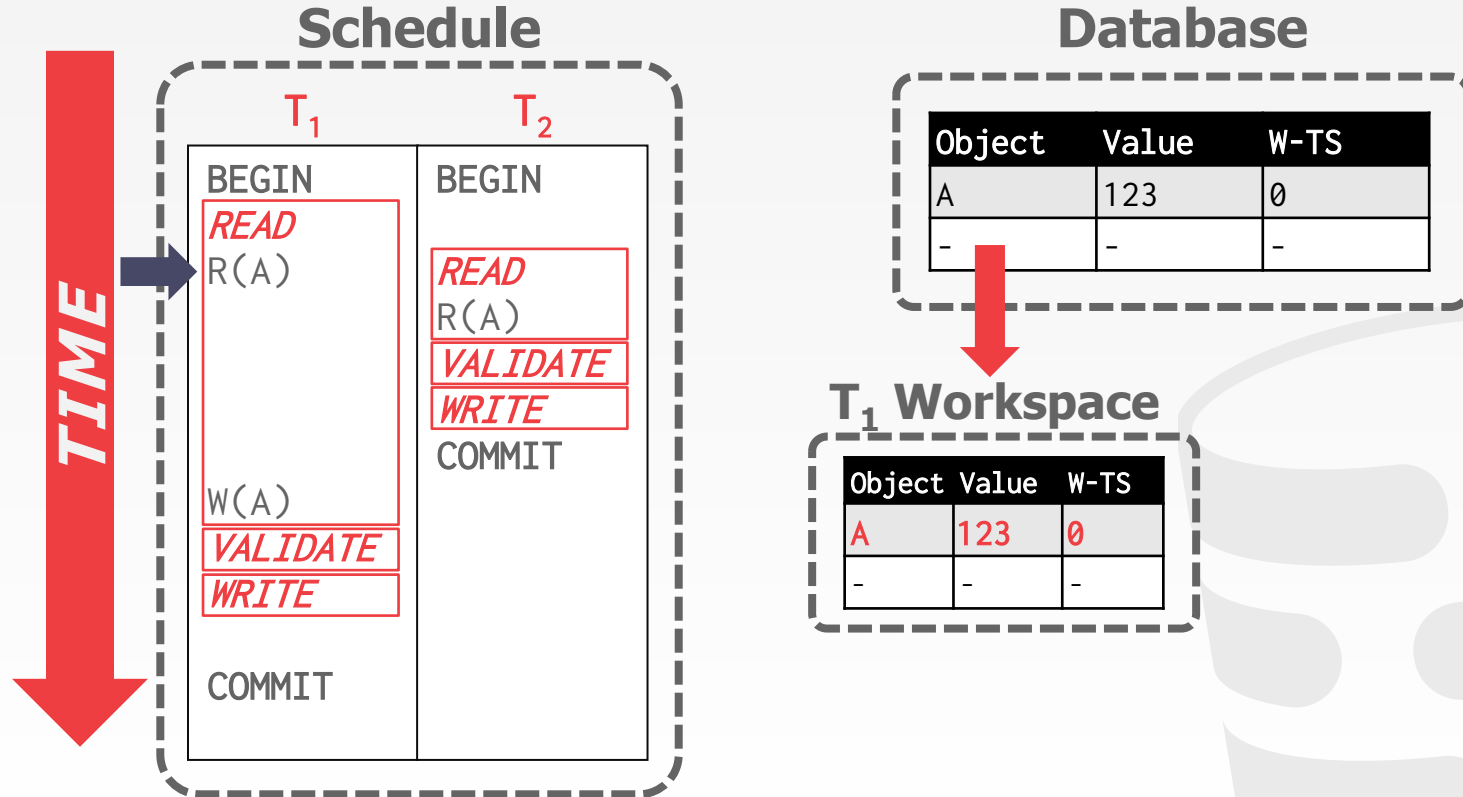 Schedule
TIME
T₁ T₂
BEGIN BEGIN
READ
R(A) READ
R(A)
VALIDATE
WRITE
COMMIT
W(A)
VALIDATE
WRITE
COMMIT
Database
Object Value W-TS
A 123 0
- - -
T₁ Workspace
Object Value W-TS
A 123 0
- - -